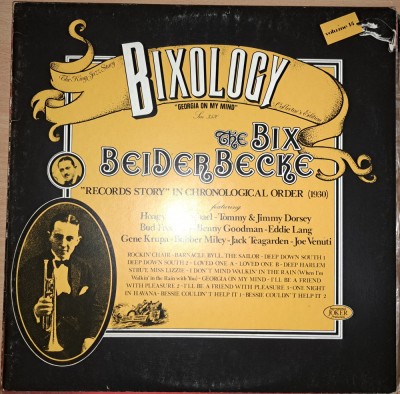 volume 14
The King Jazz Story
BIXOLOGY
Collector's Edition
"GEORGIA ON MY MIND"
THE BIX
BEIDERBECKE
"RECORDS STORY" IN CHRONOLOGICAL ORDER (1930)
performing
Tommy & Jimmy Dorsey
Bud Benny Goodman - Eddie Lang
Gene Krupa - Bubber Miley - Jack Teagarden - Joe Venuti
ROCKIN' CHAIR - BARNACLE BYLL THE SAILOR - DEEP DOWN SOUTH 1
DEEP DOWN SOUTH 2 - LOVED ONE A - LOVED ONE B - DEEP HARLEM
STRUT, MISS LIZZIE - I DON'T MIND WALKIN' IN THE RAIN (When I'm
Walkin' in the Rain with You) - GEORGIA ON MY MIND - I'LL BE A FRIEND
WITH PLEASURE 2 - I'LL BE A FRIEND WITH PLEASURE 3 - ONE NIGHT
IN HAVANA - BESSIE COULDN'T HELP IT 1 - BESSIE COULDN'T HELP IT 2
JOKER